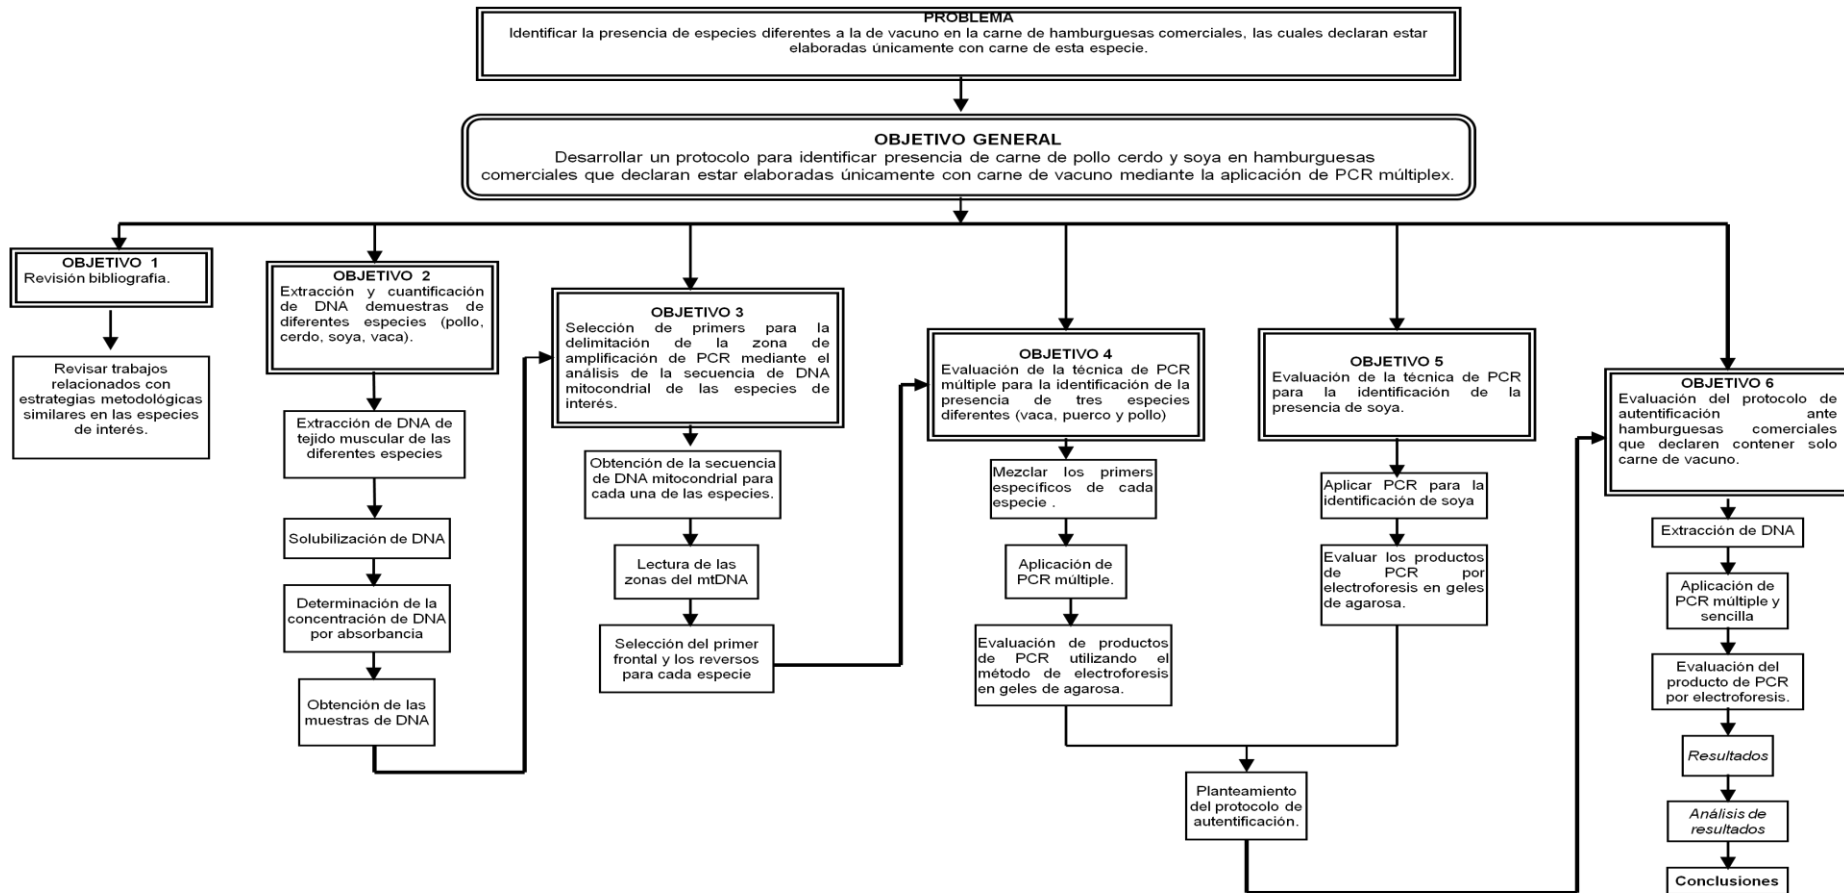 PROBLEMA
Identificar la presencia de especies diferentes a la de vacuno en la carne de hamburguesas comerciales, las cuales declaran estar
elaboradas únicamente con carne de esta especie.
OBJETIVO GENERAL
Desarrollar un protocolo para identificar presencia de carne de pollo cerdo y soya en hamburguesas
comerciales que declaran estar elaboradas únicamente con carne de vacuno mediante la aplicación de PCR múltiplex.
OBJETIVO 1
Revisión bibliografia.
Revisar trabajos
relacionados con
estrategias metodológicas
similares en las especies
de interés.
OBJETIVO 2
Extracción y cuantificación
de DNA demuestras de
diferentes especies (pollo,
cerdo, soya, vaca).
Extracción de DNA de
tejido muscular de las
diferentes especies
Solubilización de DNA
Determinación de la
concentración de DNA
por absorbancia
Obtención de las
muestras de DNA
OBJETIVO 3
Selección de primers para la
delimitación de la zona de
amplificación de PCR mediante el
análisis de la secuencia de DNA
mitocondrial de las especies de
interés.
Obtención de la secuencia
de DNA mitocondrial para
cada una de las especies.
Lectura de las
zonas del mtDNA
Selección del primer
frontal y los reversos
para cada especie
OBJETIVO 4
Evaluación de la técnica de PCR
múltiple para la identificación de la
presencia de tres especies
diferentes (vaca, puerco y pollo)
Mezclar los primers
específicos de cada
especie .
Aplicación de
PCR múltiple.
Evaluación de productos
de PCR utilizando el
método de electroforesis
en geles de agarosa.
OBJETIVO 5
Evaluación de la técnica de PCR
para la identificación de la
presencia de soya.
Aplicar PCR para la
identificación de soya
Evaluar los productos
de PCR por
electroforesis en geles
de agarosa.
Planteamiento
del protocolo de
autentificación.
OBJETIVO 6
Evaluación del protocolo de
autentificación ante
hamburguesas comerciales
que declaren contener solo
carne de vacuno.
Extracción de DNA
Aplicación de
PCR múltiple y
sencilla
Evaluación del
producto de PCR
por electroforesis.
Resultados
Análisis de
resultados
Conclusiones